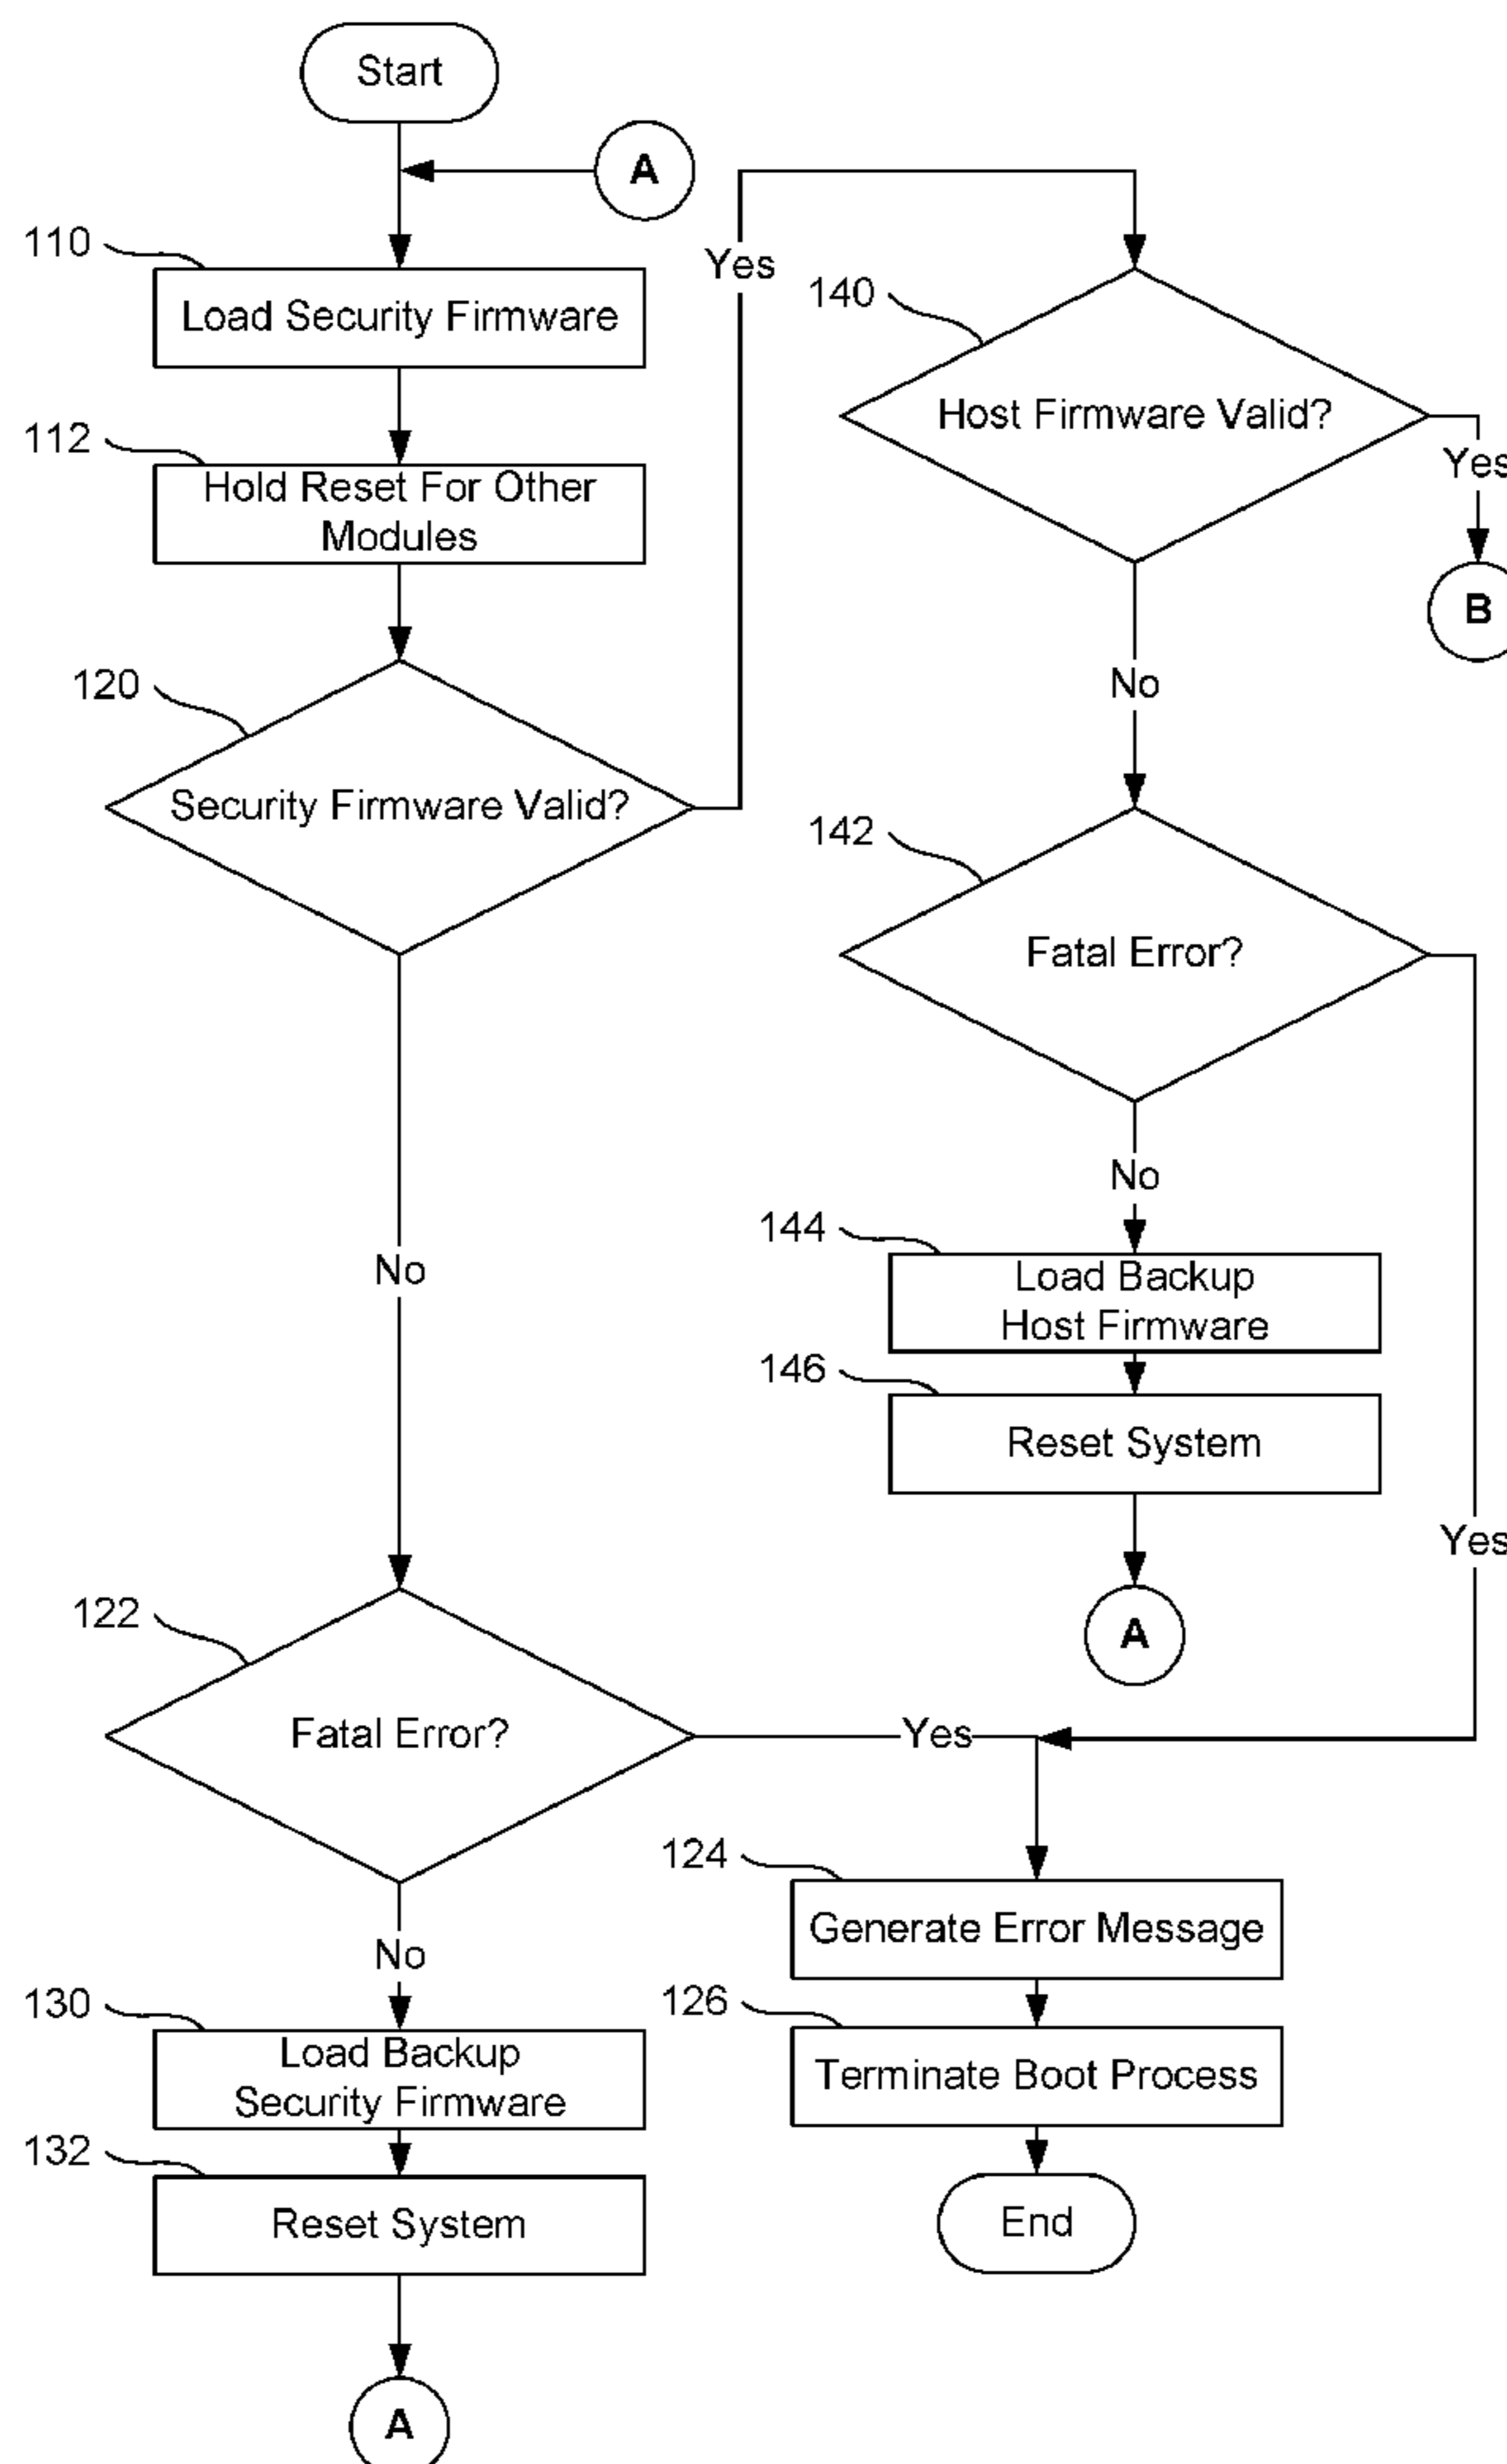 Start
A
110
Load Security Firmware
112
Hold Reset For Other
Modules
120
Security Firmware Valid?
Yes
No
122
Fatal Error?
Yes
No
130
Load Backup
Security Firmware
132
Reset System
A
140
Host Firmware Valid?
Yes
B
No
142
Fatal Error?
Yes
No
144
Load Backup
Host Firmware
146
Reset System
A
124
Generate Error Message
126
Terminate Boot Process
End